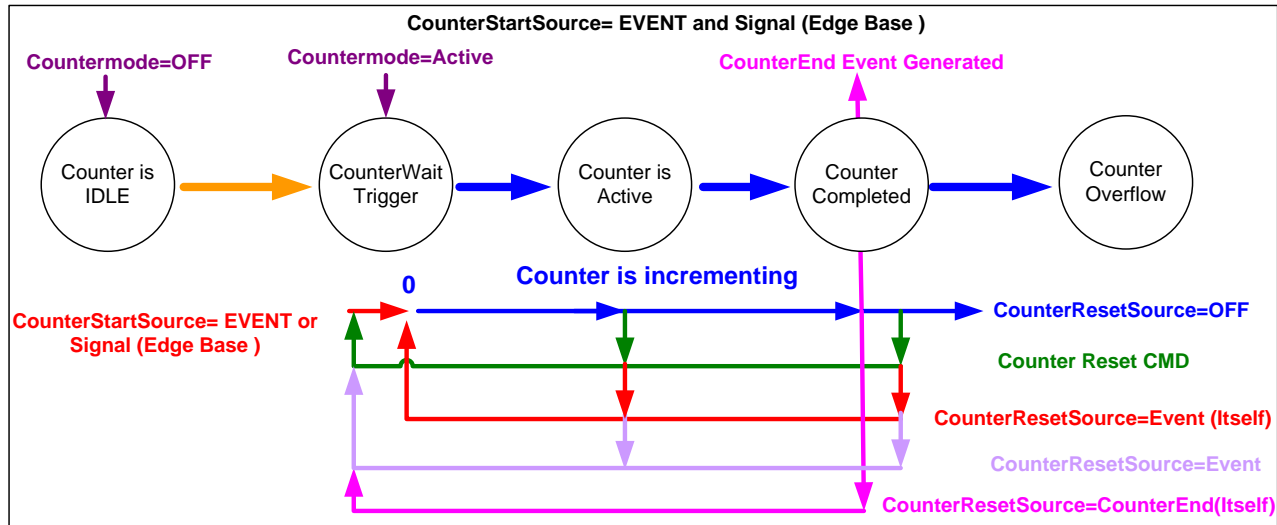 CounterStartSource= EVENT and Signal (Edge Base )
Countermode=OFF
Countermode=Active
CounterEnd Event Generated
Counter is
IDLE
CounterWait
Trigger
Counter is
Active
Counter
Completed
Counter
Overflow
0
Counter is incrementing
CounterStartSource= EVENT or
Signal (Edge Base )
CounterResetSource=OFF
Counter Reset CMD
CounterResetSource=Event (Itself)
CounterResetSource=Event
CounterResetSource=CounterEnd(Itself)